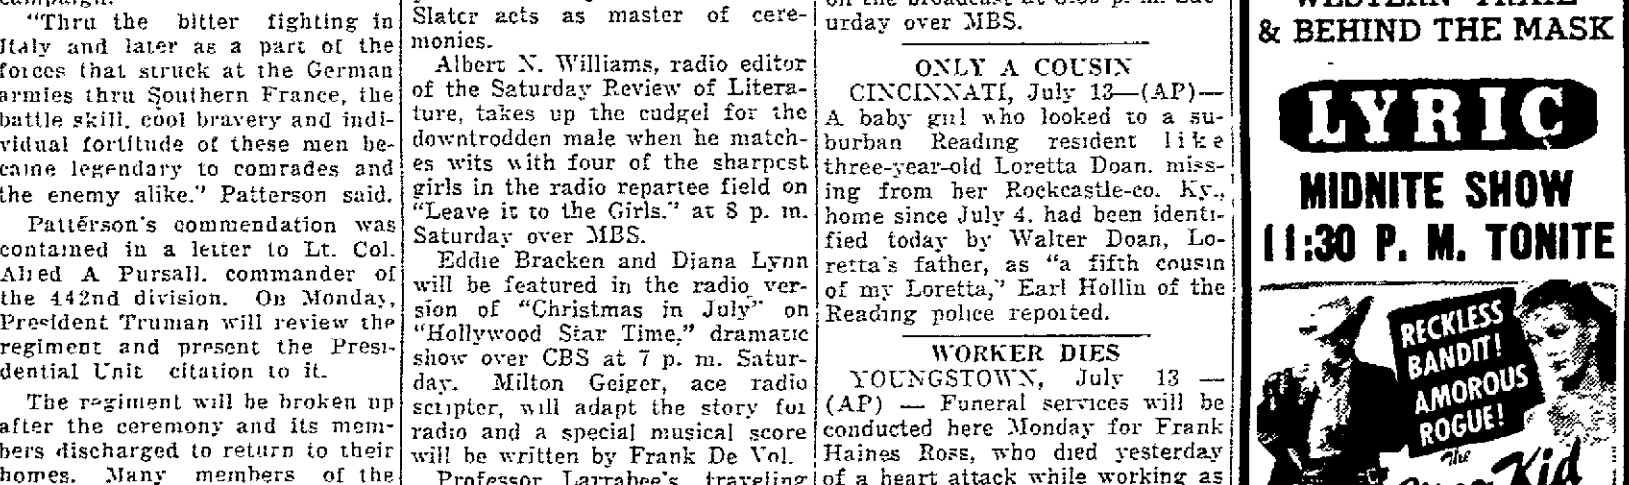 "Thru the bitter fighting in
Italy and later as a part of the
forces that struck at the German
armies thru Southern France, the
battle skill, cool bravery and indi-
vidual fortitude of these men be-
came legendary to comrades and
the enemy alike." Patterson said.
Patterson's commendation was
contained in a letter to Lt. Col.
Alfred A Pursall, commander of
the 442nd division. On Monday,
President Truman will review the
regiment and present the Presi-
dential Unit citation to it.
The regiment will be broken up
after the ceremony and its mem-
bers discharged to return to their
homes. Many members of the
Slater acts as master of cere-
monies.
Albert N. Williams, radio editor
of the Saturday Review of Litera-
ture, takes up the cudgel for the
downtrodden male when he match-
es wits with four of the sharpest
girls in the radio repartee field on
"Leave it to the Girls." at 8 p. m.
Saturday over MBS.
Eddie Bracken and Diana Lynn
will be featured in the radio ver-
sion of "Christmas in July" on
"Hollywood Star Time," dramatic
show over CBS at 7 p. m. Satur-
day. Milton Geiger, ace radio
scripter, will adapt the story for
radio and a special musical score
will be written by Frank De Vol.
Professor Larrabee's traveling
urday over MBS.
ONLY A COUSIN
CINCINNATI, July 13—(AP)—
A baby girl who looked to a su-
burban Reading resident like
three-year-old Loretta Doan, miss-
ing from her Rockcastle-co. Ky.,
home since July 4, had been identi-
fied today by Walter Doan, Lo-
retta's father, as "a fifth cousin
of my Loretta," Earl Hollin of the
Reading police reported.
WORKER DIES
YOUNGSTOWN, July 13 —
(AP) — Funeral services will be
conducted here Monday for Frank
Haines Ross, who died yesterday
of a heart attack while working as
WESTERN TRAIL
& BEHIND THE MASK
LYRIC
MIDNITE SHOW
11:30 P. M. TONITE
RECKLESS
BANDIT!
AMOROUS
ROGUE!
The
Kid